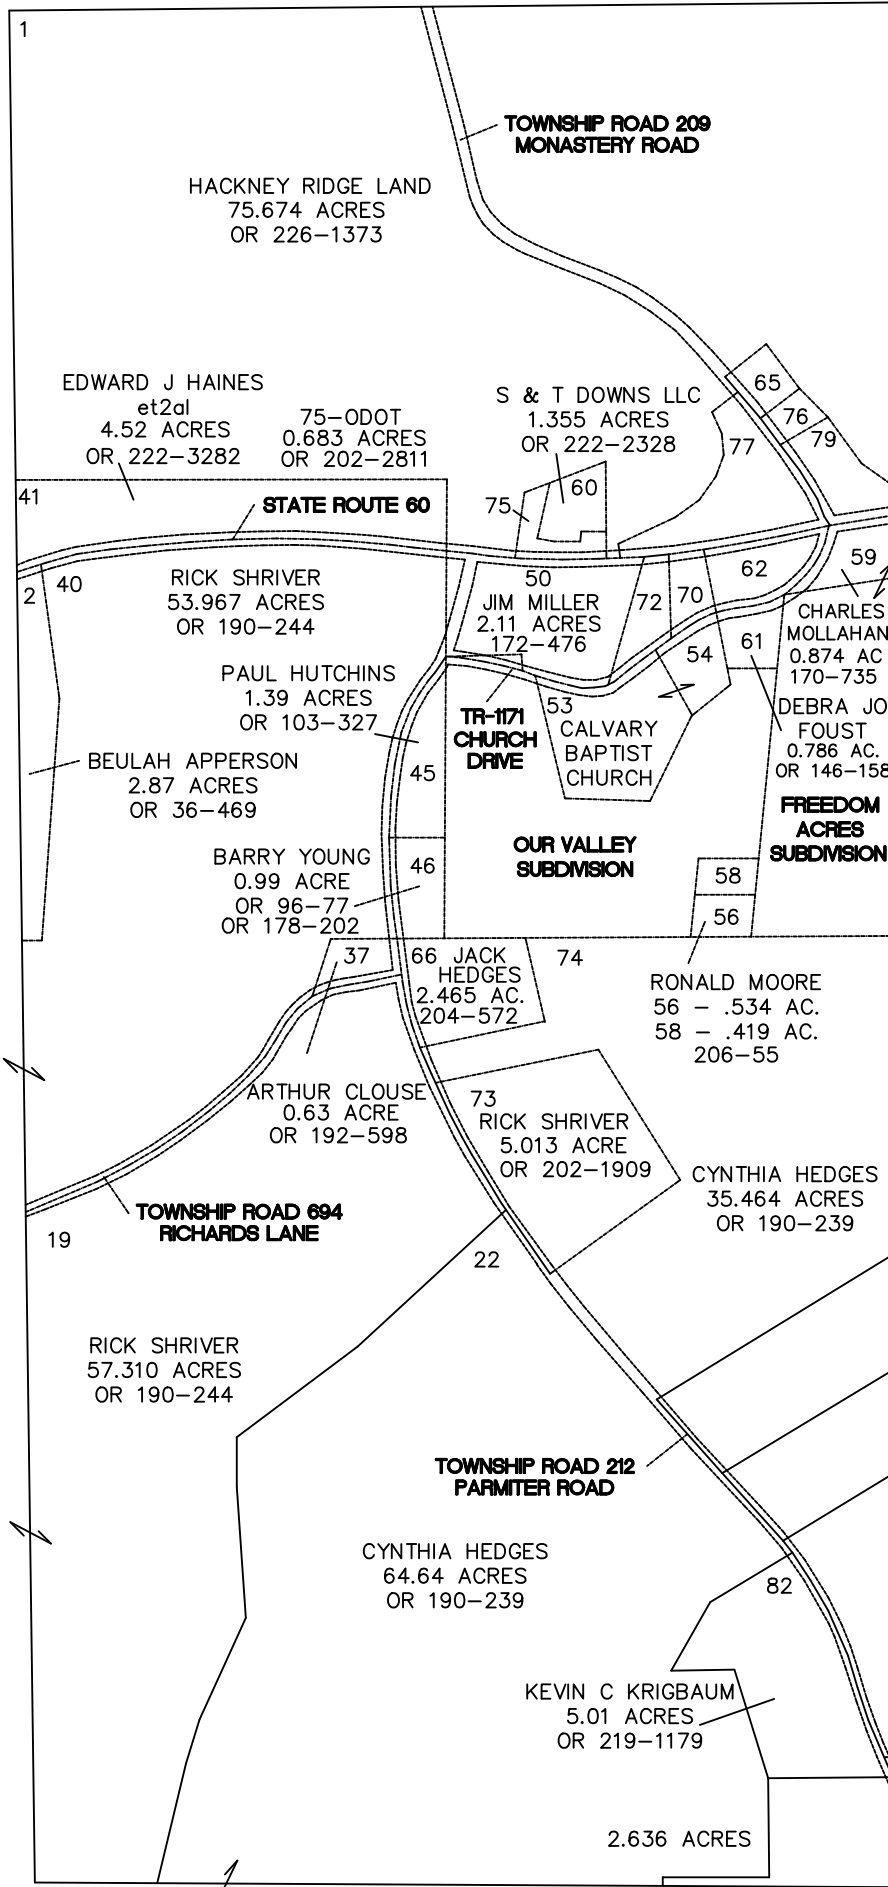 1
TOWNSHIP ROAD 209
MONASTERY ROAD
HACKNEY RIDGE LAND
75.674 ACRES
OR 226-1373
EDWARD J HAINES
et2al
4.52 ACRES
OR 222-3282
75-ODOT
0.683 ACRES
OR 202-2811
S & T DOWNS LLC
1.355 ACRES
OR 222-2328
65
76
79
77
60
75
41
STATE ROUTE 60
2
40
RICK SHRIVER
53.967 ACRES
OR 190-244
50
JIM MILLER
2.11 ACRES
172-476
72
70
62
59
CHARLES
MOLLAHAN
0.874 AC
170-735
61
54
53
PAUL HUTCHINS
1.39 ACRES
OR 103-327
TR-1171
CHURCH
DRIVE
CALVARY
BAPTIST
CHURCH
DEBRA JO
FOUST
0.786 AC.
OR 146-158
45
BEULAH APPERSON
2.87 ACRES
OR 36-469
FREEDOM
ACRES
SUBDIVISION
OUR VALLEY
SUBDIVISION
BARRY YOUNG
0.99 ACRE
OR 96-77
OR 178-202
46
58
56
37
66 JACK
HEDGES
2.465 AC.
204-572
74
RONALD MOORE
56 - .534 AC.
58 - .419 AC.
206-55
ARTHUR CLOUSE
0.63 ACRE
OR 192-598
73
RICK SHRIVER
5.013 ACRE
OR 202-1909
CYNTHIA HEDGES
35.464 ACRES
OR 190-239
TOWNSHIP ROAD 694
RICHARDS LANE
19
22
RICK SHRIVER
57.310 ACRES
OR 190-244
TOWNSHIP ROAD 212
PARMITER ROAD
CYNTHIA HEDGES
64.64 ACRES
OR 190-239
82
KEVIN C KRIGBAUM
5.01 ACRES
OR 219-1179
2.636 ACRES